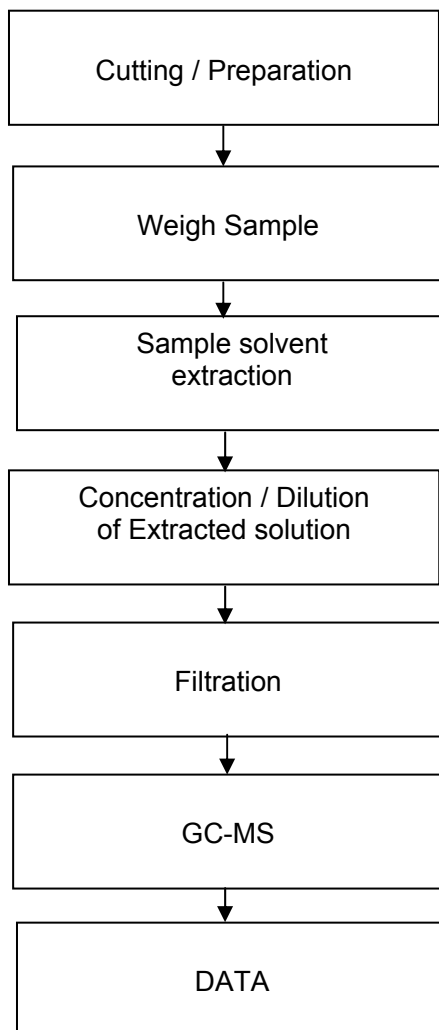 Cutting / Preparation
Weigh Sample
Sample solvent
extraction
Concentration / Dilution
of Extracted solution
Filtration
GC-MS
DATA